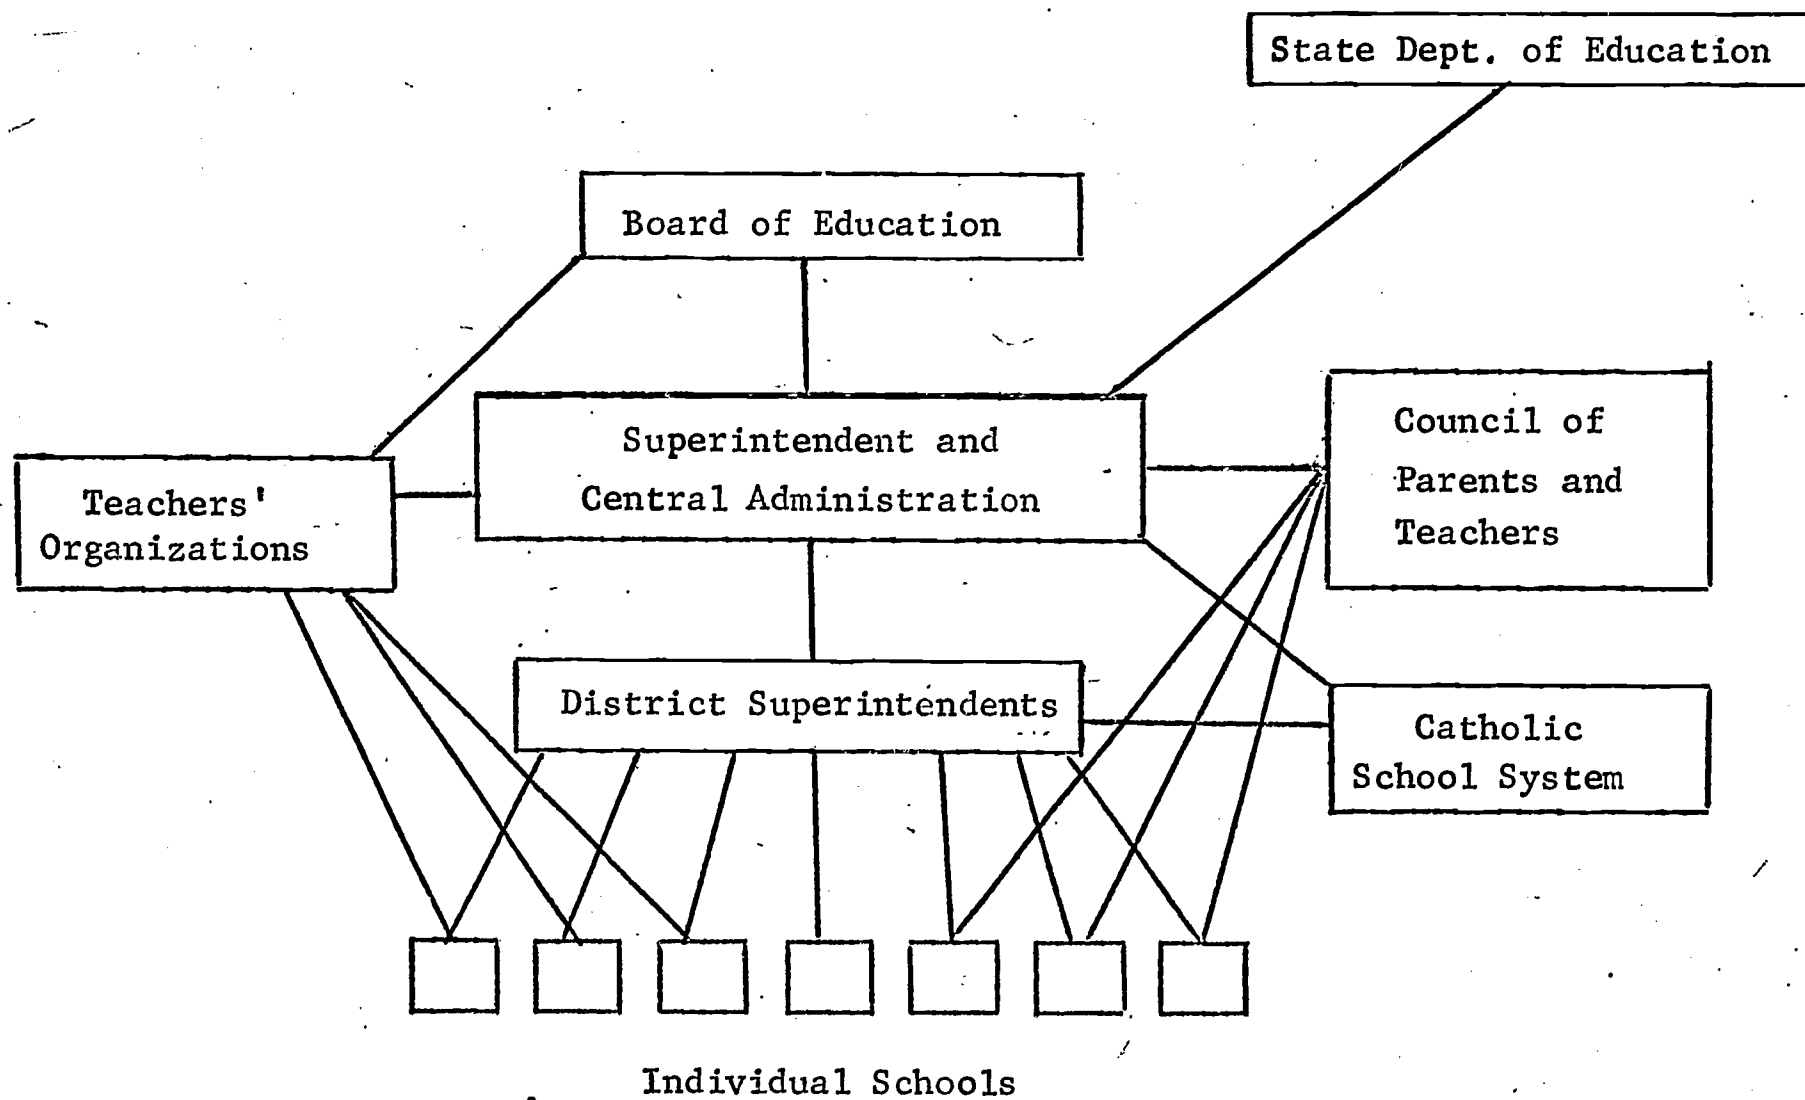 State Dept. of Education
Board of Education
Superintendent and
Central Administration
Council of
Parents and
Teachers
Teachers'
Organizations
District Superintendents
Catholic
School System
Individual Schools